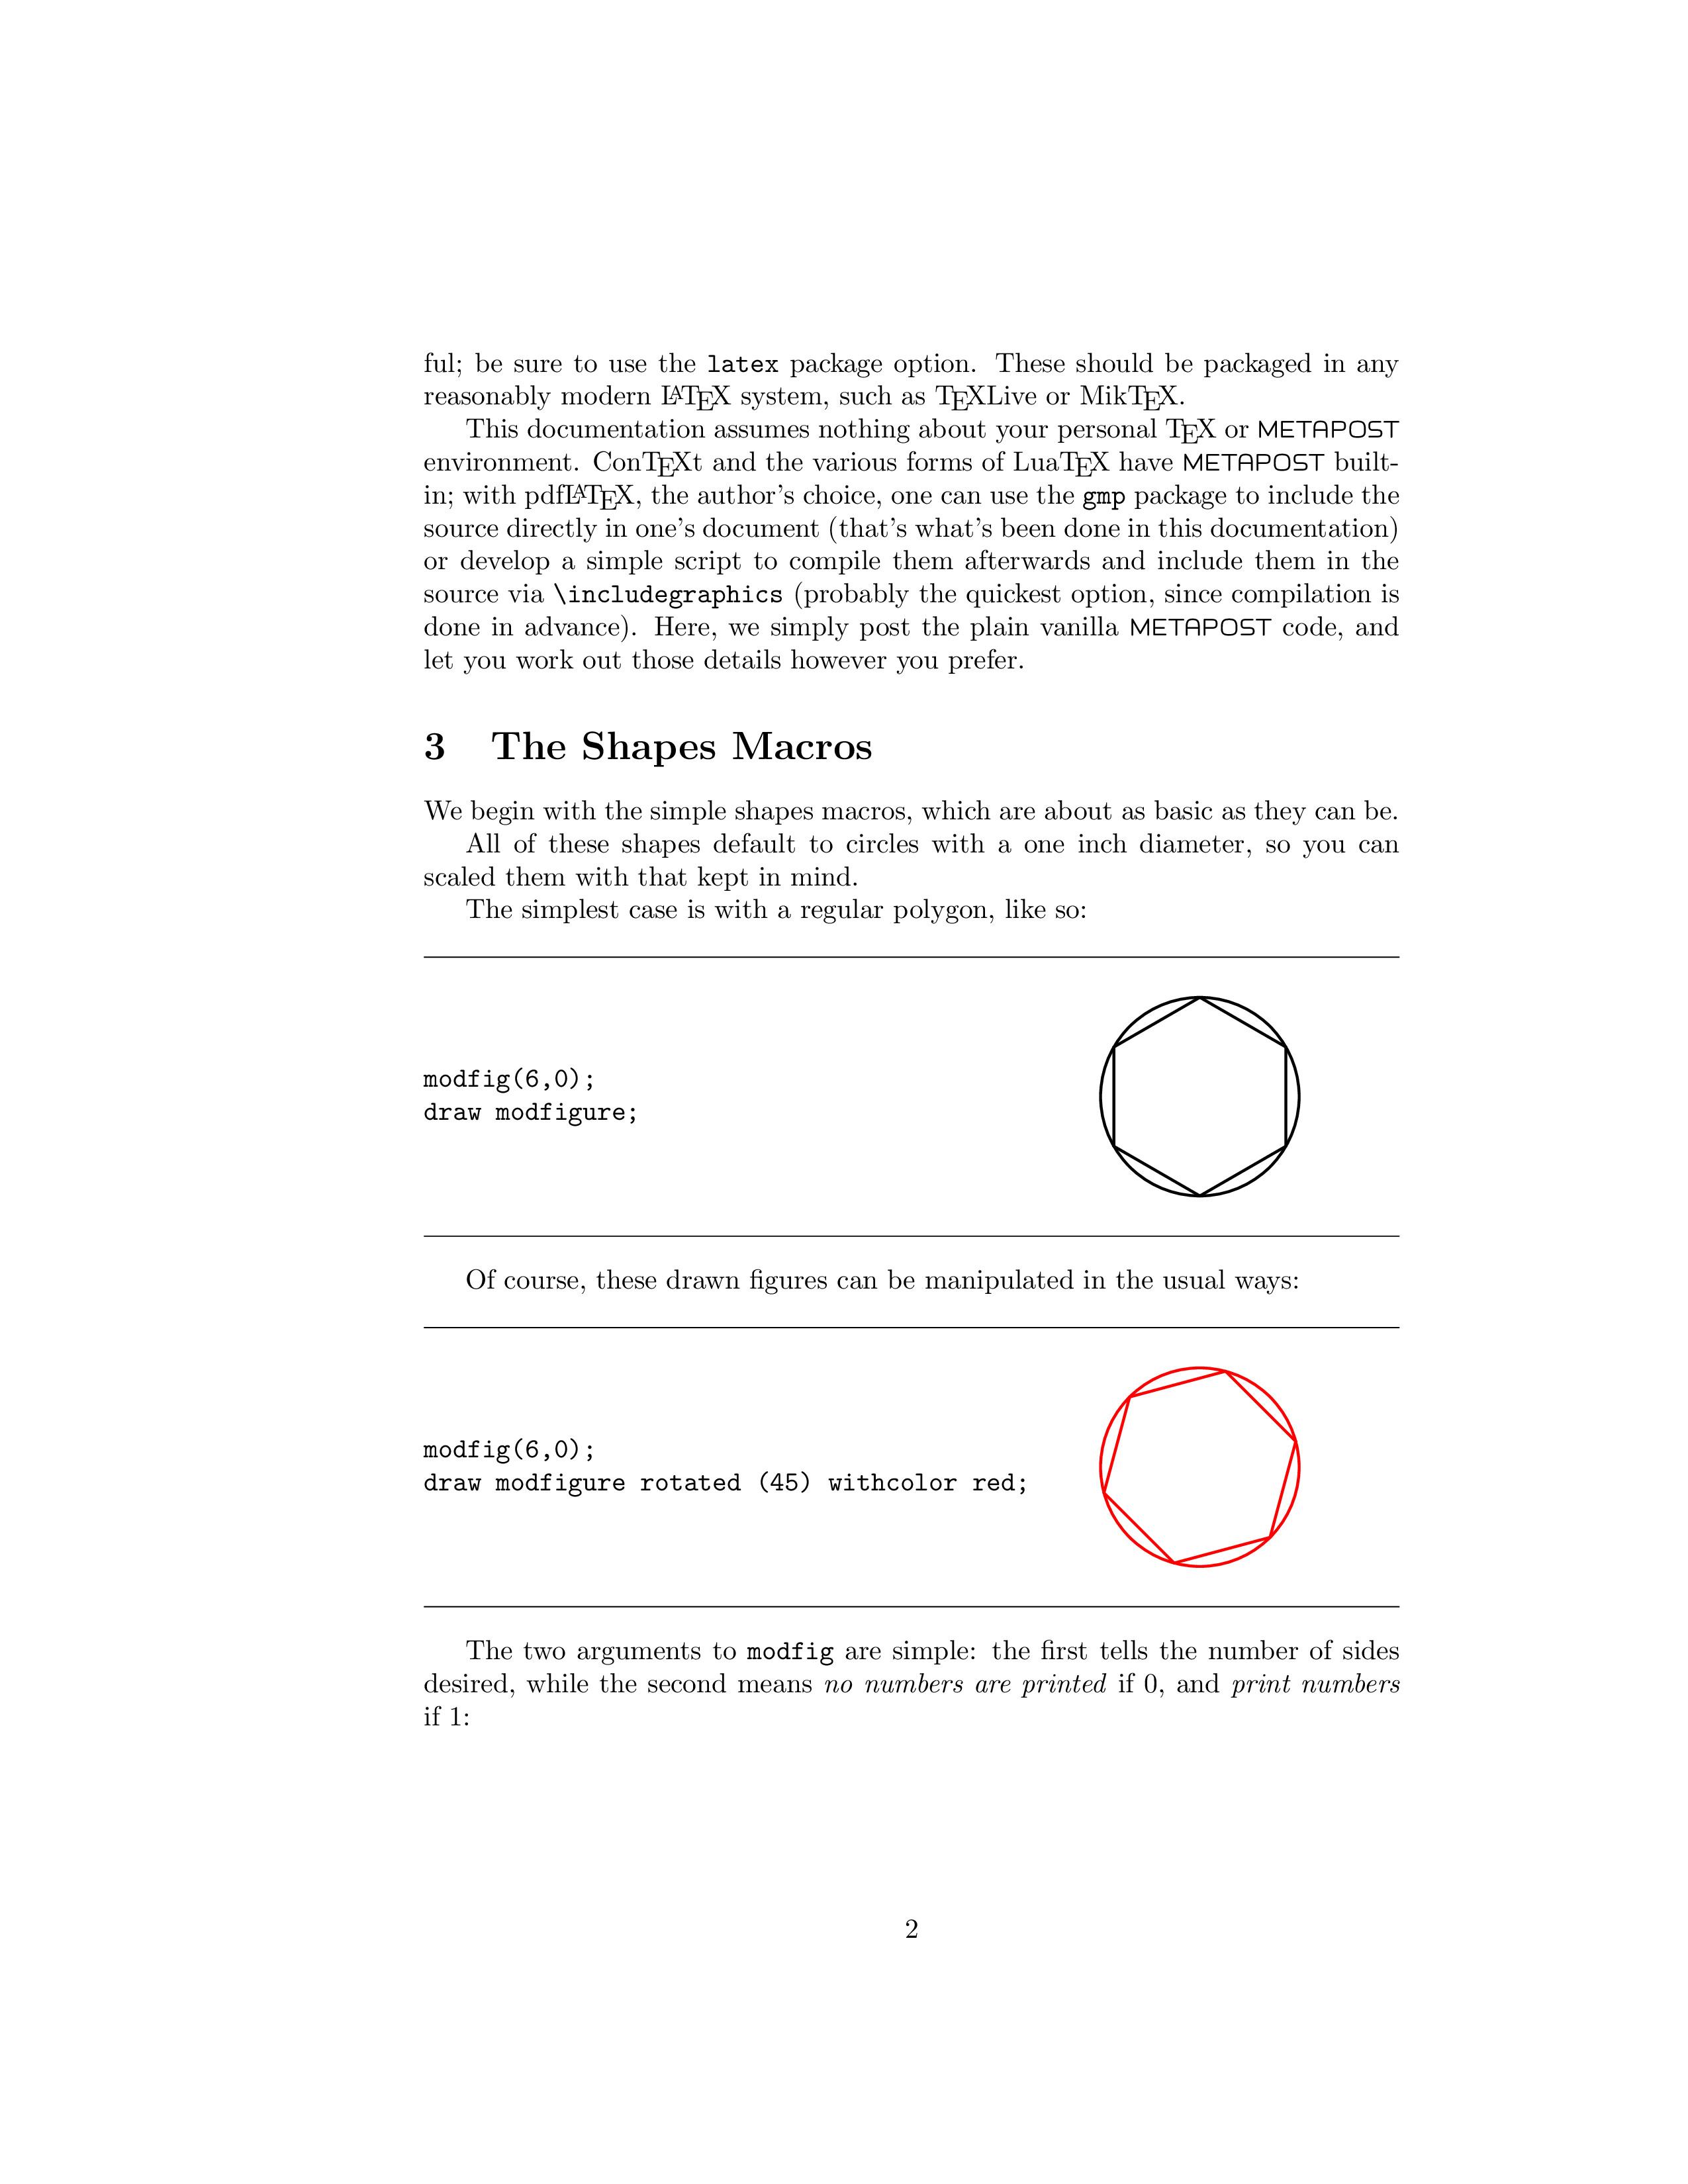 ful; be sure to use the latex package option. These should be packaged in any
reasonably modern LATEX system, such as TEXLive or MikTEX.
This documentation assumes nothing about your personal TEX or METAPOST
environment. ConTEXt and the various forms of LuaTEX have METAPOST built-
in; with pdfLATEX, the author's choice, one can use the gmp package to include the
source directly in one's document (that's what's been done in this documentation)
or develop a simple script to compile them afterwards and include them in the
source via \includegraphics (probably the quickest option, since compilation is
done in advance). Here, we simply post the plain vanilla METAPOST code, and
let you work out those details however you prefer.
3 The Shapes Macros
We begin with the simple shapes macros, which are about as basic as they can be.
All of these shapes default to circles with a one inch diameter, so you can
scaled them with that kept in mind.
The simplest case is with a regular polygon, like so:
modfig(6,0);
draw modfigure;
Of course, these drawn figures can be manipulated in the usual ways:
modfig(6,0);
draw modfigure rotated (45) withcolor red;
The two arguments to modfig are simple: the first tells the number of sides
desired, while the second means no numbers are printed if 0, and print numbers
if 1:
2